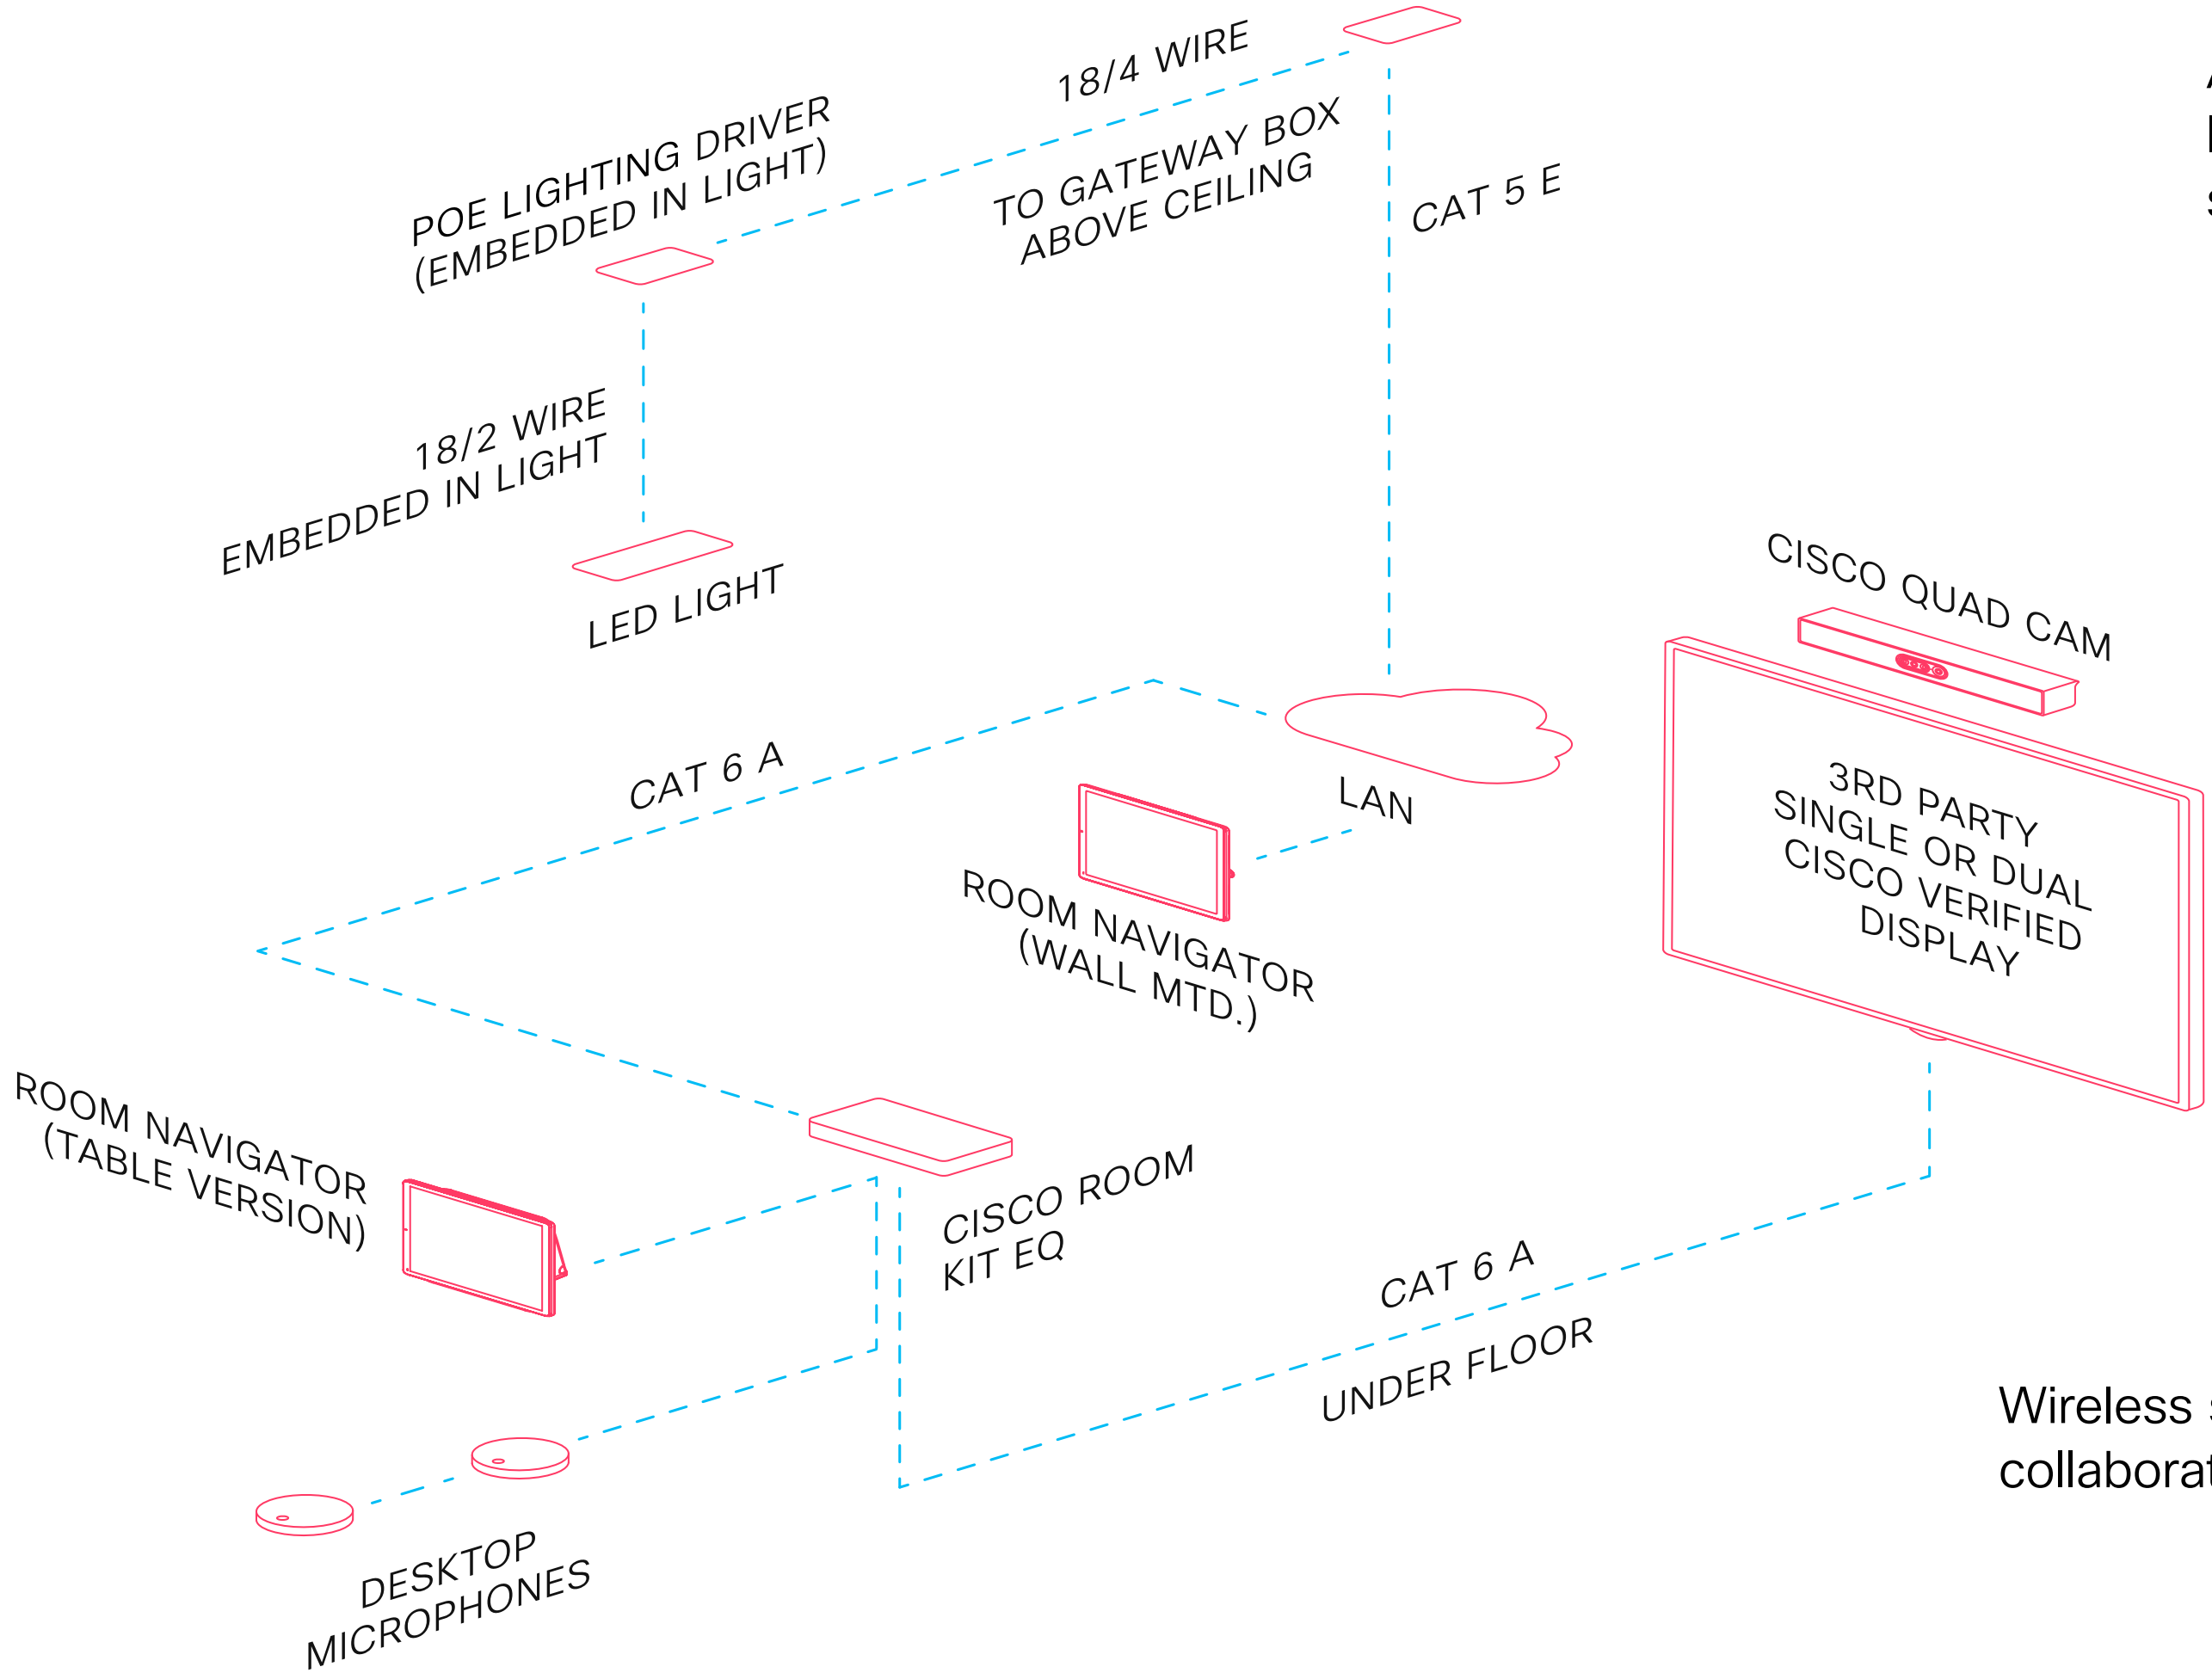 18/4 WIRE
POE LIGHTING DRIVER
(EMBEDDED IN LIGHT)
TO GATEWAY BOX
ABOVE CEILING
CAT 5 E
18/2 WIRE
EMBEDDED IN LIGHT
LED LIGHT
CISCO QUAD CAM
CAT 6 A
LAN
3RD PARTY
SINGLE OR DUAL
CISCO VERIFIED
DISPLAY
ROOM NAVIGATOR
(WALL MTD.)
ROOM NAVIGATOR
(TABLE VERSION)
CISCO ROOM
KIT EQ
CAT 6 A
UNDER FLOOR
DESKTOP
MICROPHONES
Wireless